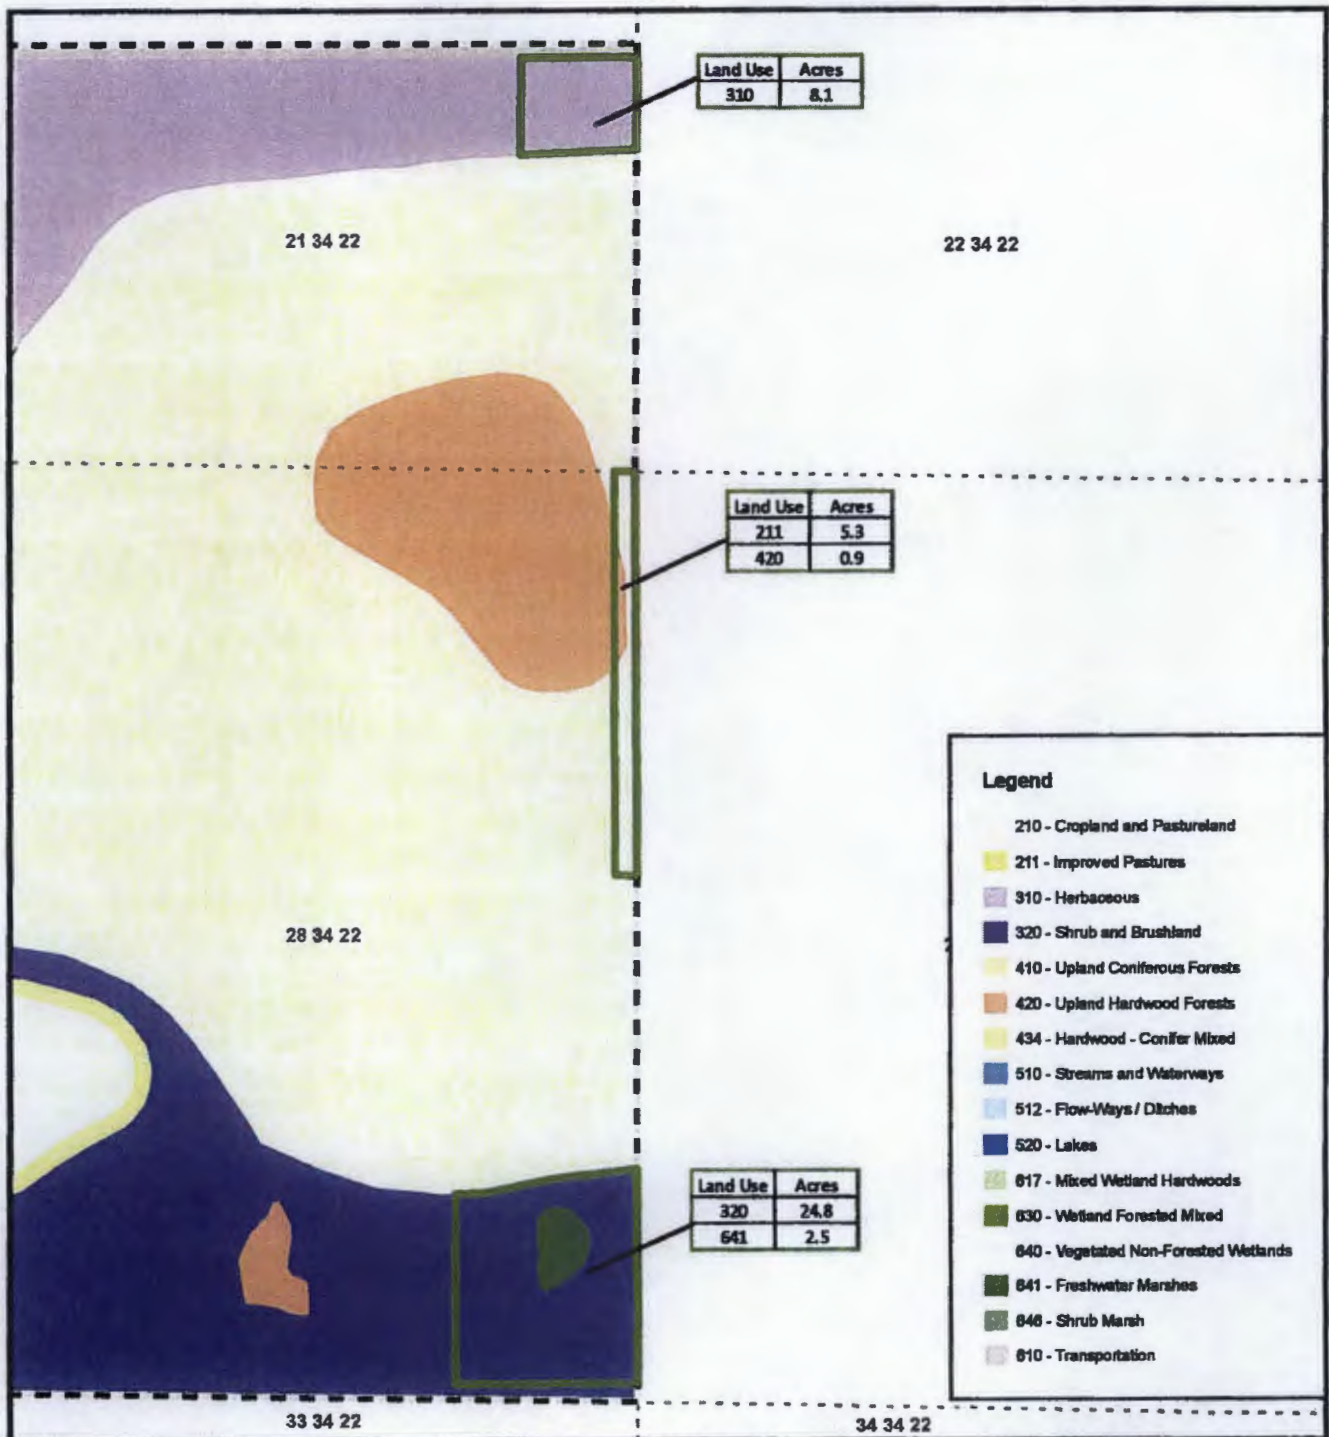 Land Use Acres
310 8.1
21 34 22
22 34 22
Land Use Acres
211 5.3
420 0.9
28 34 22
Legend
210 - Cropland and Pastureland
211 - Improved Pastures
310 - Herbaceous
320 - Shrub and Brushland
410 - Upland Coniferous Forests
420 - Upland Hardwood Forests
434 - Hardwood - Conifer Mixed
510 - Streams and Waterways
512 - Flow-Ways / Ditches
520 - Lakes
617 - Mixed Wetland Hardwoods
630 - Wetland Forested Mixed
640 - Vegetated Non-Forested Wetlands
641 - Freshwater Marshes
646 - Shrub Marsh
810 - Transportation
Land Use Acres
320 24.8
641 2.5
33 34 22
34 34 22